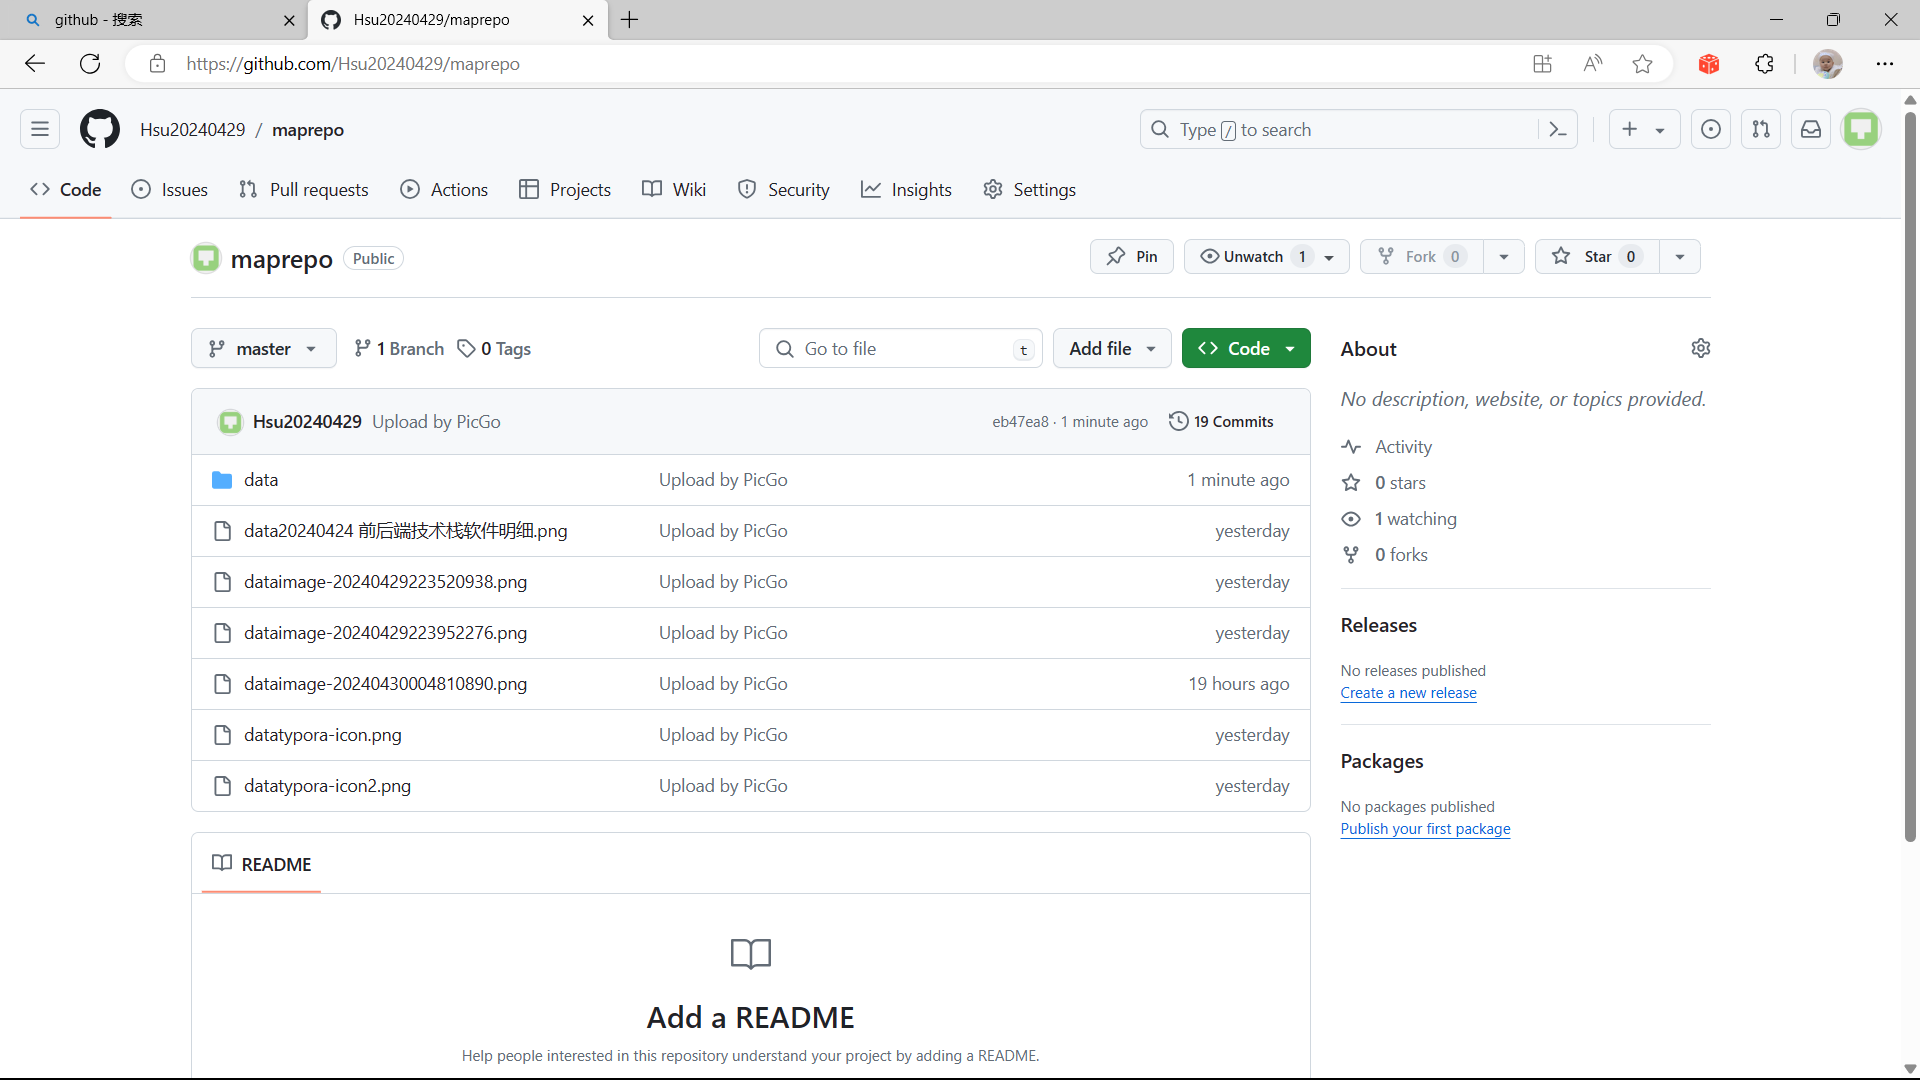 github - 搜索
Hsu20240429/maprepo
https://github.com/Hsu20240429/maprepo
Hsu20240429 / maprepo
Type / to search
Code Issues Pull requests Actions Projects Wiki Security Insights Settings
maprepo Public
Pin Unwatch 1 Fork 0 Star 0
master 1 Branch 0 Tags Go to file t Add file Code
Hsu20240429 Upload by PicGo eb47ea8 · 1 minute ago 19 Commits
data Upload by PicGo 1 minute ago
data20240424 前后端技术栈软件明细.png Upload by PicGo yesterday
dataimage-20240429223520938.png Upload by PicGo yesterday
dataimage-20240429223952276.png Upload by PicGo yesterday
dataimage-20240430004810890.png Upload by PicGo 19 hours ago
datatypora-icon.png Upload by PicGo yesterday
datatypora-icon2.png Upload by PicGo yesterday
README
Add a README
Help people interested in this repository understand your project by adding a README.
About
No description, website, or topics provided.
Activity
0 stars
1 watching
0 forks
Releases
No releases published
Create a new release
Packages
No packages published
Publish your first package